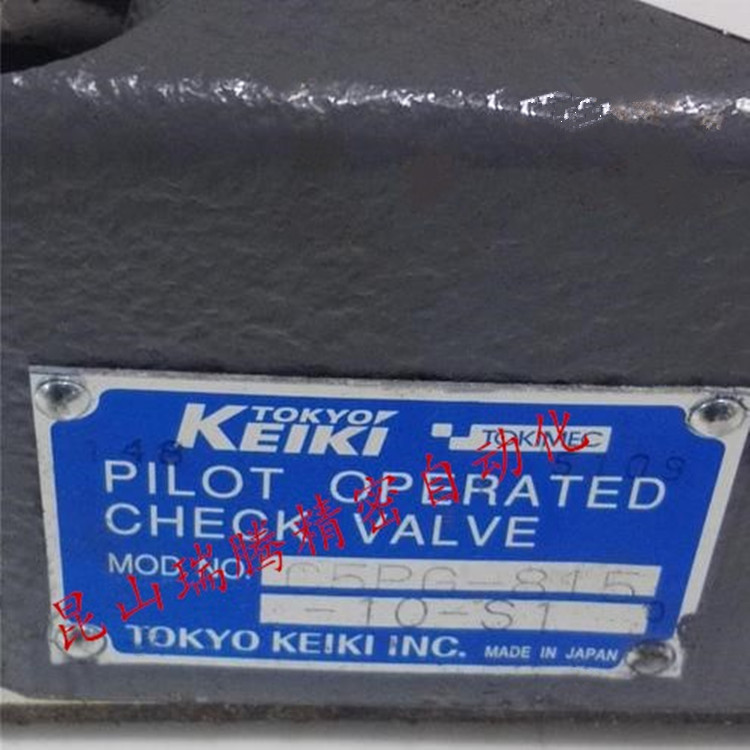 TOKYO
KEIKI TOKIMEC
PILOT OPERATED
CHECK VALVE
MOD.NO. C5PG-815
-10-S1
TOKYO KEIKI INC. MADE IN JAPAN
昆山瑞腾精密自动化